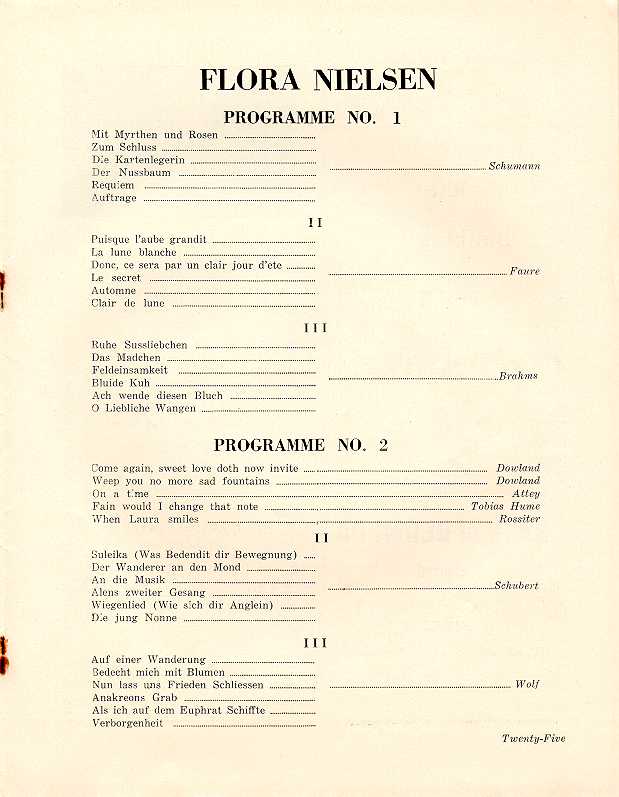 FLORA NIELSEN
PROGRAMME NO. 1
Mit Myrthen und Rosen
Zum Schluss
Die Kartenlegerin
Der Nussbaum
Schumann
Requiem
Auftrage
II
Puisque l'aube grandit
La lune blanche
Donc, ce sera par un clair jour d'ete
Le secret
Faure
Automne
Clair de lune
III
Ruhe Sussliebchen
Das Madchen
Feldeinsamkeit
Bluide Kuh
Brahms
Ach wende diesen Bluch
O Liebliche Wangen
PROGRAMME NO. 2
Come again, sweet love doth now invite Dowland
Weep you no more sad fountains Dowland
On a time Attey
Fain would I change that note Tobias Hume
When Laura smiles Rossiter
II
Suleika (Was Bedendit dir Bewegnung)
Der Wanderer an den Mond
An die Musik
Alens zweiter Gesang
Schubert
Wiegenlied (Wie sich dir Anglein)
Die jung Nonne
III
Auf einer Wanderung
Bedecht mich mit Blumen
Nun lass uns Frieden Schliessen
Wolf
Anakreons Grab
Als ich auf dem Euphrat Schiffte
Verborgenheit
Twenty-Five